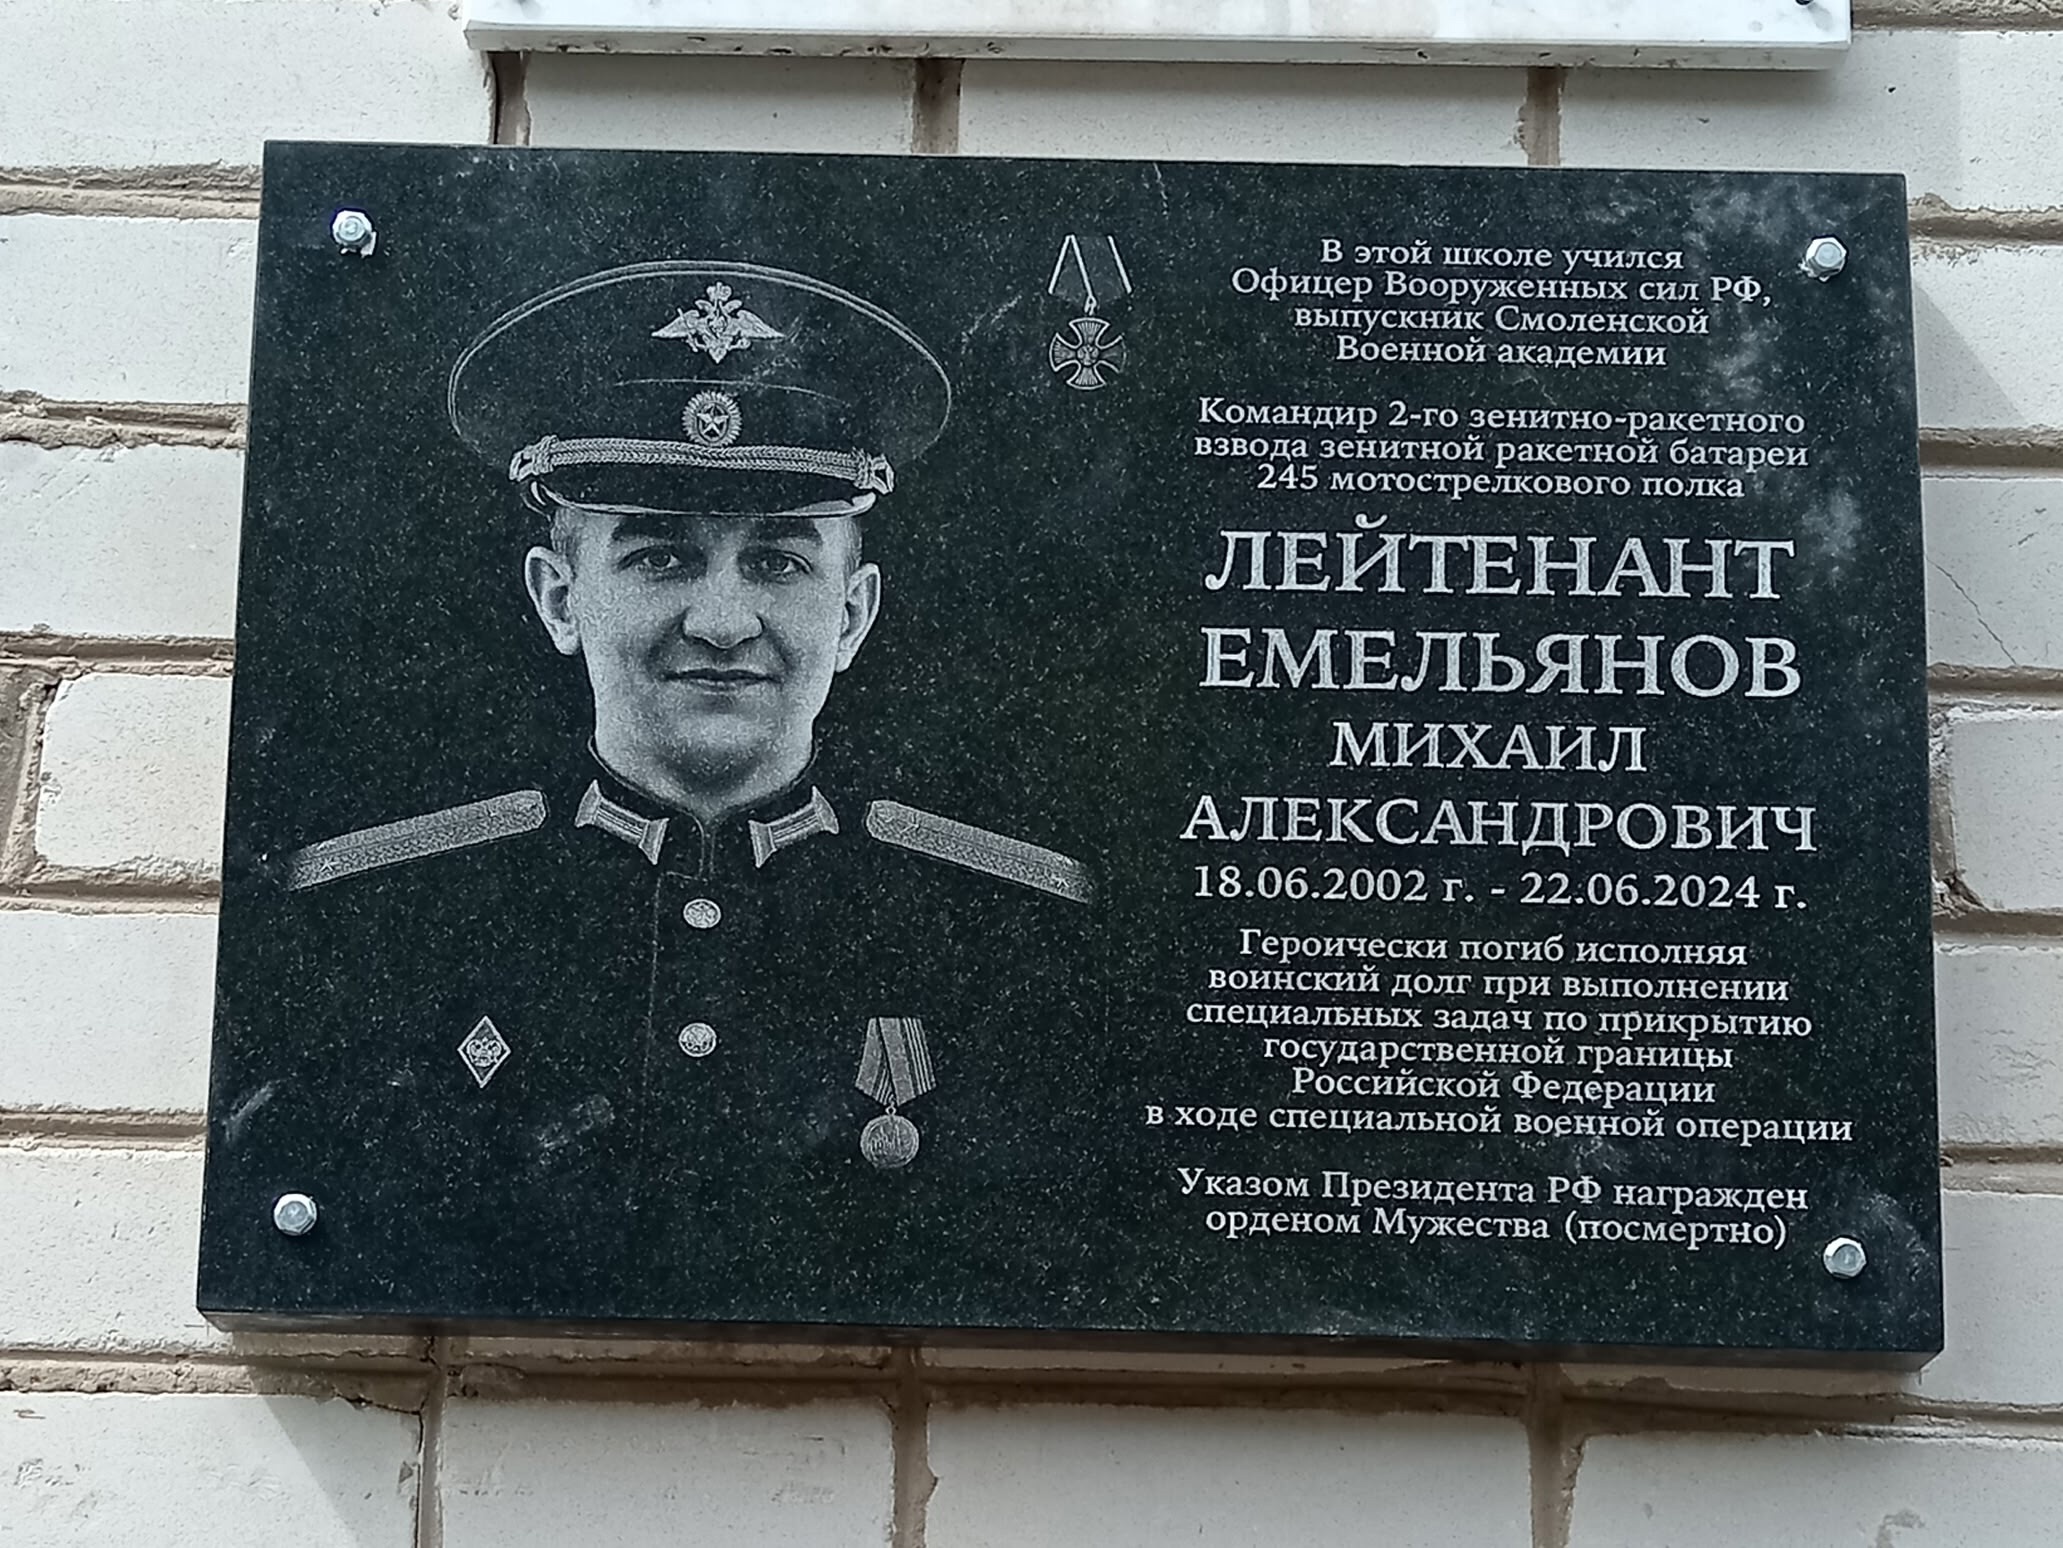 В этой школе учился
Офицер Вооруженных сил РФ,
выпускник Смоленской
Военной академии
Командир 2-го зенитно-ракетного
взвода зенитной ракетной батареи
245 мотострелкового полка
ЛЕЙТЕНАНТ
ЕМЕЛЬЯНОВ
МИХАИЛ
АЛЕКСАНДРОВИЧ
18.06.2002 г. - 22.06.2024 г.
Героически погиб исполняя
воинский долг при выполнении
специальных задач по прикрытию
государственной границы
Российской Федерации
в ходе специальной военной операции
Указом Президента РФ награжден
орденом Мужества (посмертно)